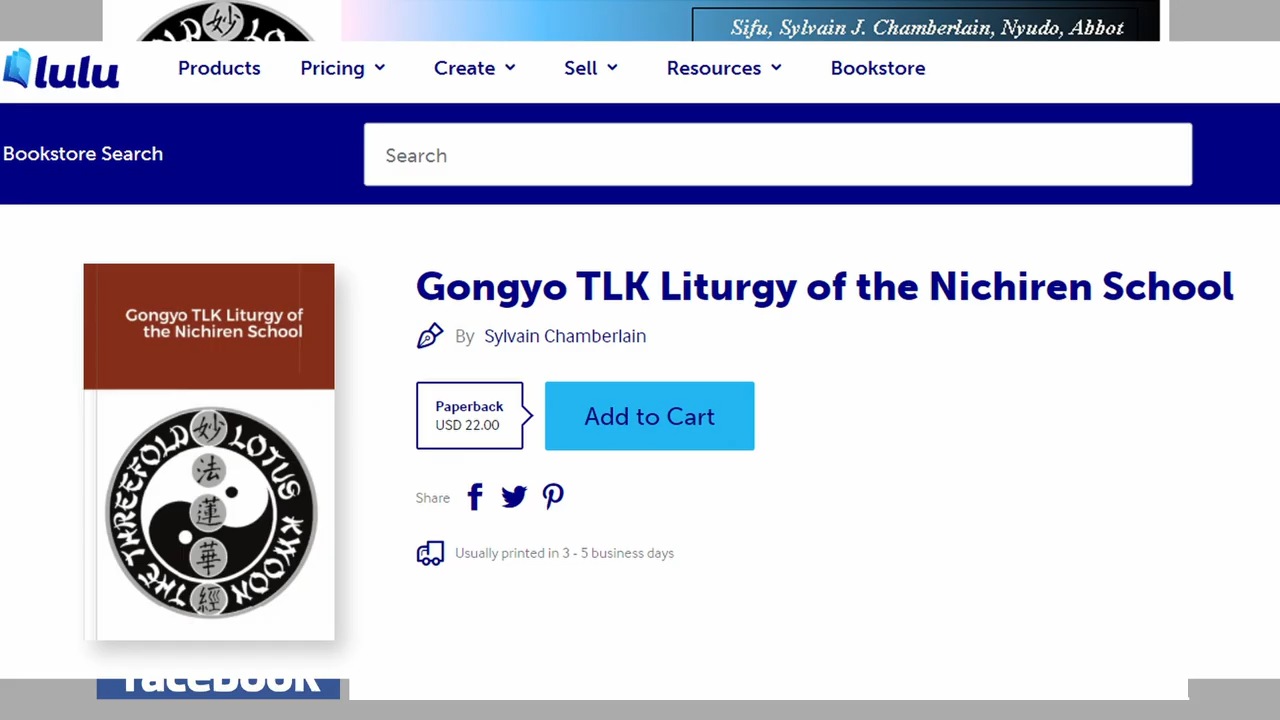 Sifu, Sylvain J. Chamberlain, Nyudo, Abbot
lulu
Products Pricing Create Sell Resources Bookstore
Bookstore Search
Search
Gongyo TLK Liturgy of
the Nichiren School
THE THREEFOLD LOTUS KWOON
妙
法
蓮
華
經
Gongyo TLK Liturgy of the Nichiren School
By Sylvain Chamberlain
Paperback
USD 22.00
Add to Cart
Share
Usually printed in 3 - 5 business days
facebook